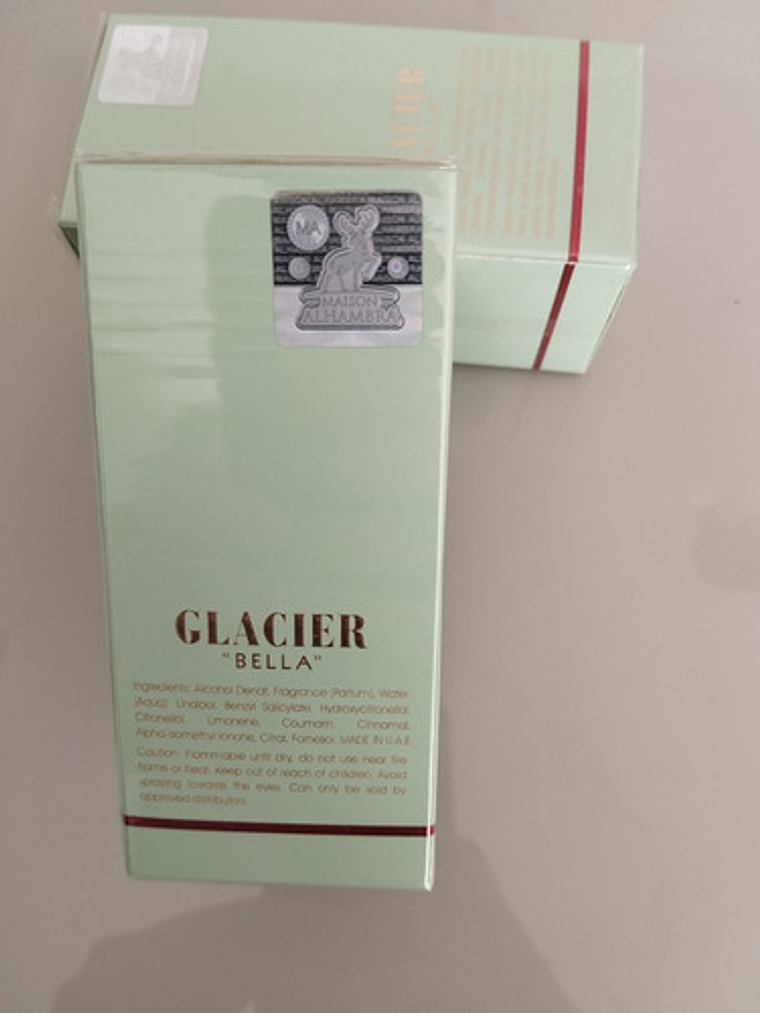 MA
MAISON
ALHAMBRA
GLACIER
"BELLA"
Ingredients: Alcohol Denat, Fragrance (Parfum), Water
(Aqua), Linalool, Benzyl Salicylate, Hydroxycitronellal,
Citronellol, Limonene, Coumarin, Cinnamal,
Alpha-Isomethyl Ionone, Citral, Farnesol. MADE IN U.A.E
Caution: Flammable until dry, do not use near fire
flame or heat. Keep out of reach of children. Avoid
spraying towards the eyes. Can only be sold by
approved distributors.
ACIER